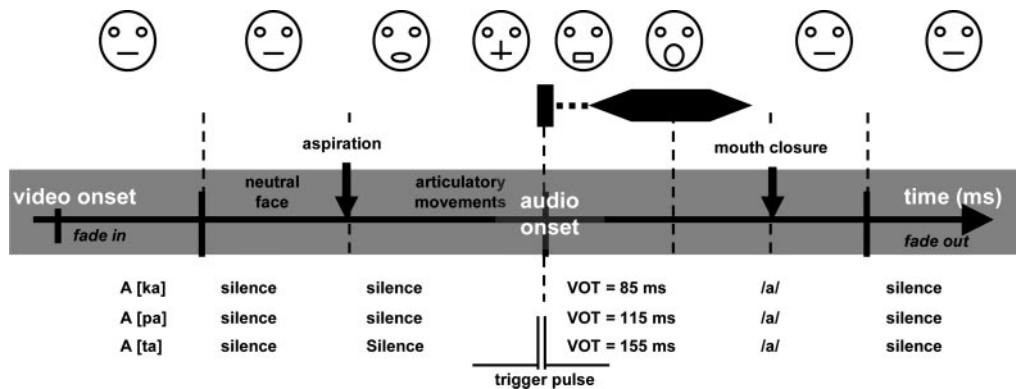 aspiration
mouth closure
video onset
neutral
face
articulatory
movements
audio
onset
time (ms)
fade in
fade out
A [ka] silence silence VOT = 85 ms /a/ silence
A [pa] silence silence VOT = 115 ms /a/ silence
A [ta] silence Silence VOT = 155 ms /a/ silence
trigger pulse